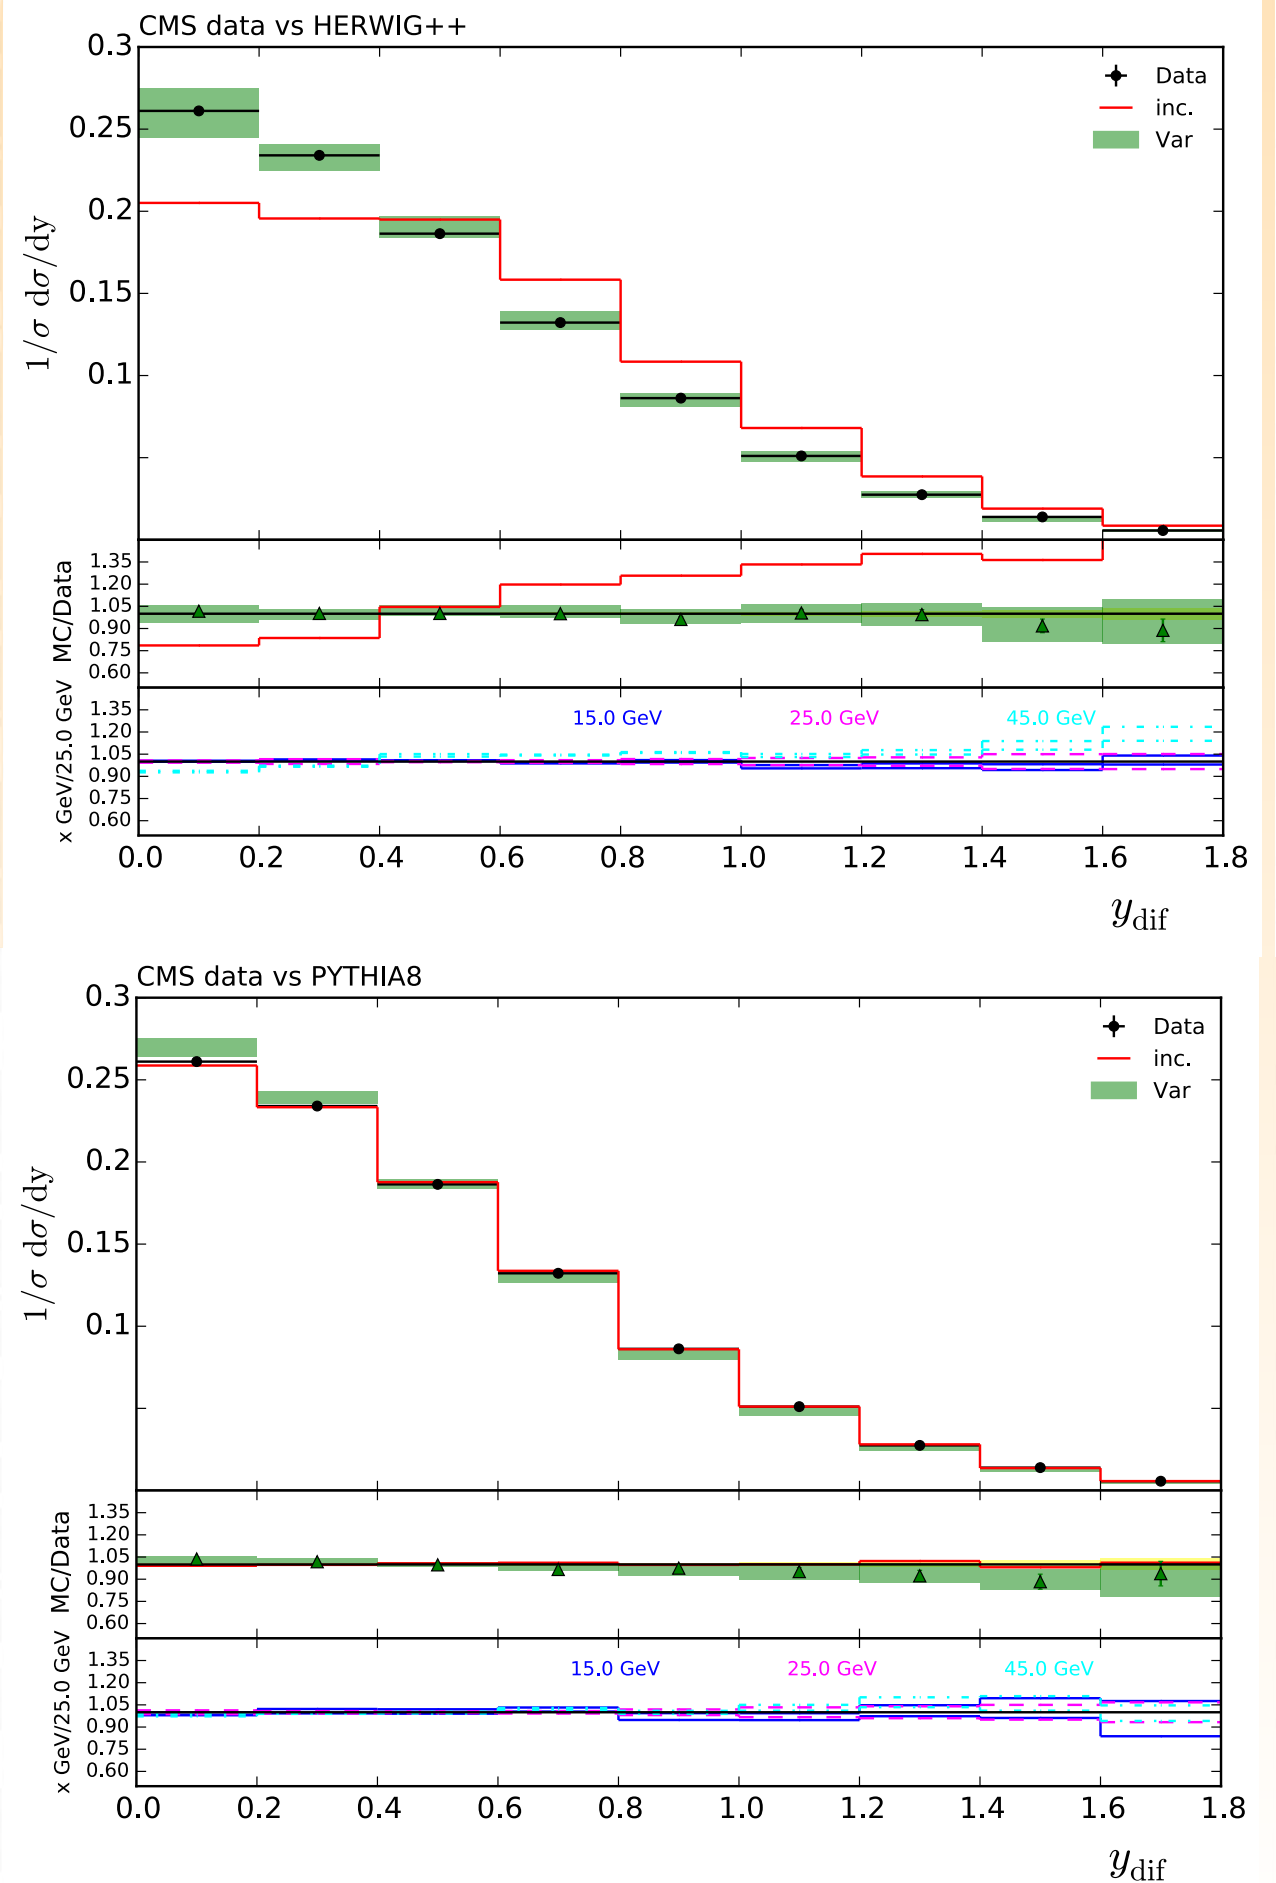 CMS data vs HERWIG++
0.3
0.25
0.2
0.15
0.1
1/σ dσ/dy
Data
inc.
Var
1.35
1.20
1.05
0.90
0.75
0.60
MC/Data
15.0 GeV 25.0 GeV 45.0 GeV
1.35
1.20
1.05
0.90
0.75
0.60
x GeV/25.0 GeV
0.0 0.2 0.4 0.6 0.8 1.0 1.2 1.4 1.6 1.8
y_dif
CMS data vs PYTHIA8
0.3
0.25
0.2
0.15
0.1
1/σ dσ/dy
Data
inc.
Var
1.35
1.20
1.05
0.90
0.75
0.60
MC/Data
15.0 GeV 25.0 GeV 45.0 GeV
1.35
1.20
1.05
0.90
0.75
0.60
x GeV/25.0 GeV
0.0 0.2 0.4 0.6 0.8 1.0 1.2 1.4 1.6 1.8
y_dif